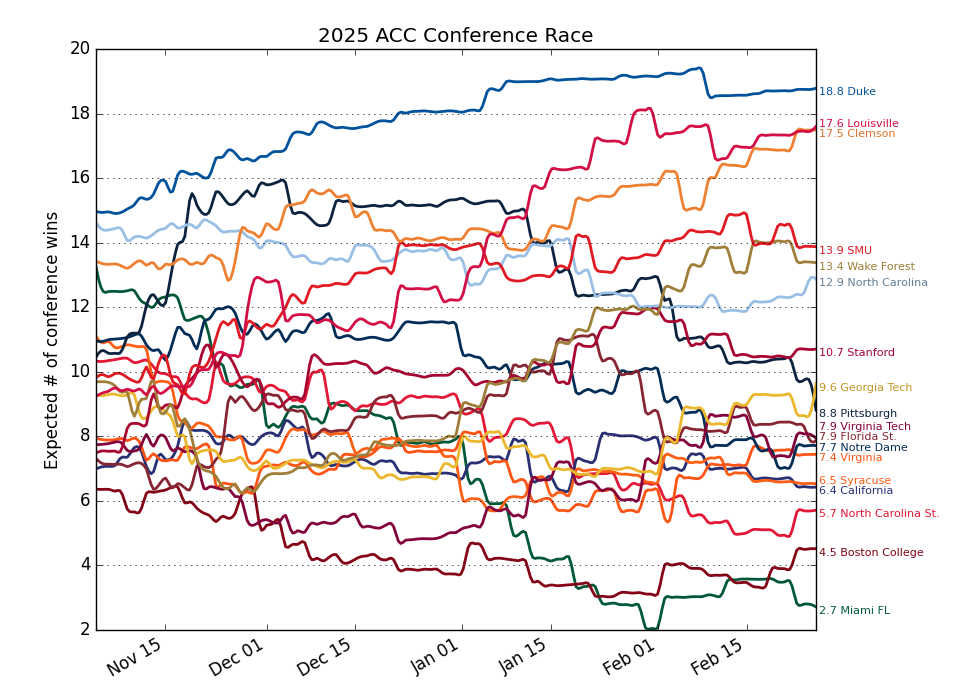 2025 ACC Conference Race
Expected # of conference wins
20
18
16
14
12
10
8
6
4
2
Nov 15
Dec 01
Dec 15
Jan 01
Jan 15
Feb 01
Feb 15
18.8 Duke
17.6 Louisville
17.5 Clemson
13.9 SMU
13.4 Wake Forest
12.9 North Carolina
10.7 Stanford
9.6 Georgia Tech
8.8 Pittsburgh
7.9 Virginia Tech
7.9 Florida St.
7.7 Notre Dame
7.4 Virginia
6.5 Syracuse
6.4 California
5.7 North Carolina St.
4.5 Boston College
2.7 Miami FL